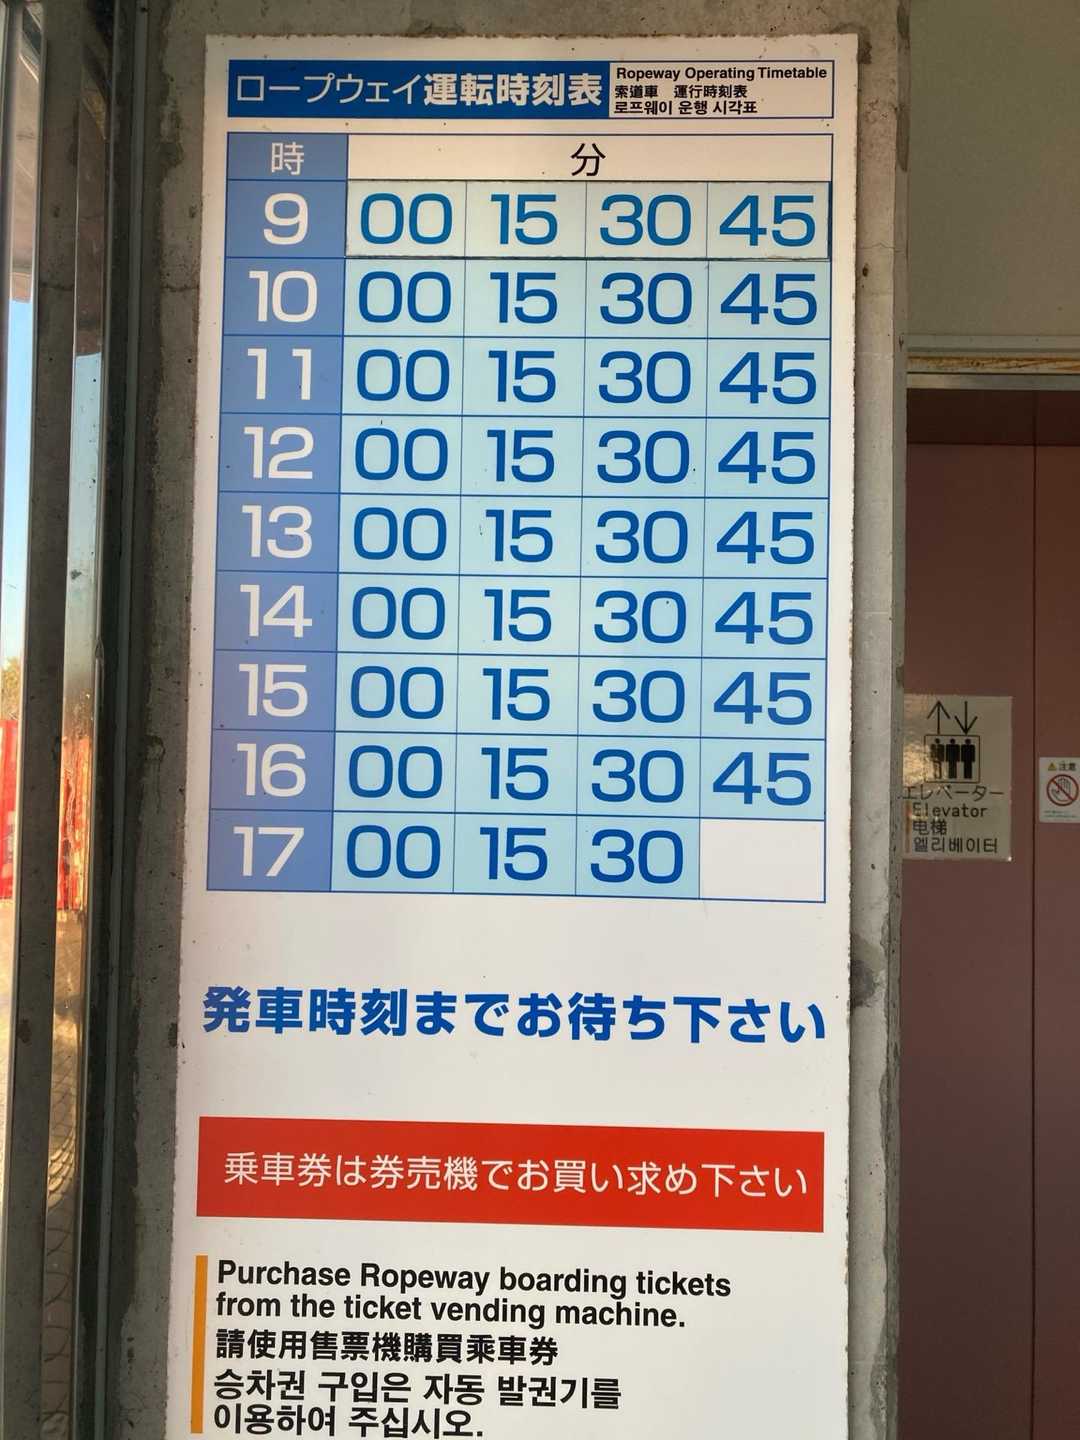 ロープウェイ運転時刻表
Ropeway Operating Timetable
索道車 運行時刻表
로프웨이 운행 시각표
時 分
9 00 15 30 45
10 00 15 30 45
11 00 15 30 45
12 00 15 30 45
13 00 15 30 45
14 00 15 30 45
15 00 15 30 45
16 00 15 30 45
17 00 15 30
発車時刻までお待ち下さい
乗車券は券売機でお買い求め下さい
Purchase Ropeway boarding tickets
from the ticket vending machine.
請使用售票機購買乘車券
승차권 구입은 자동 발권기를
이용하여 주십시오.
エレベーター
Elevator
电梯
엘리베이터
注意